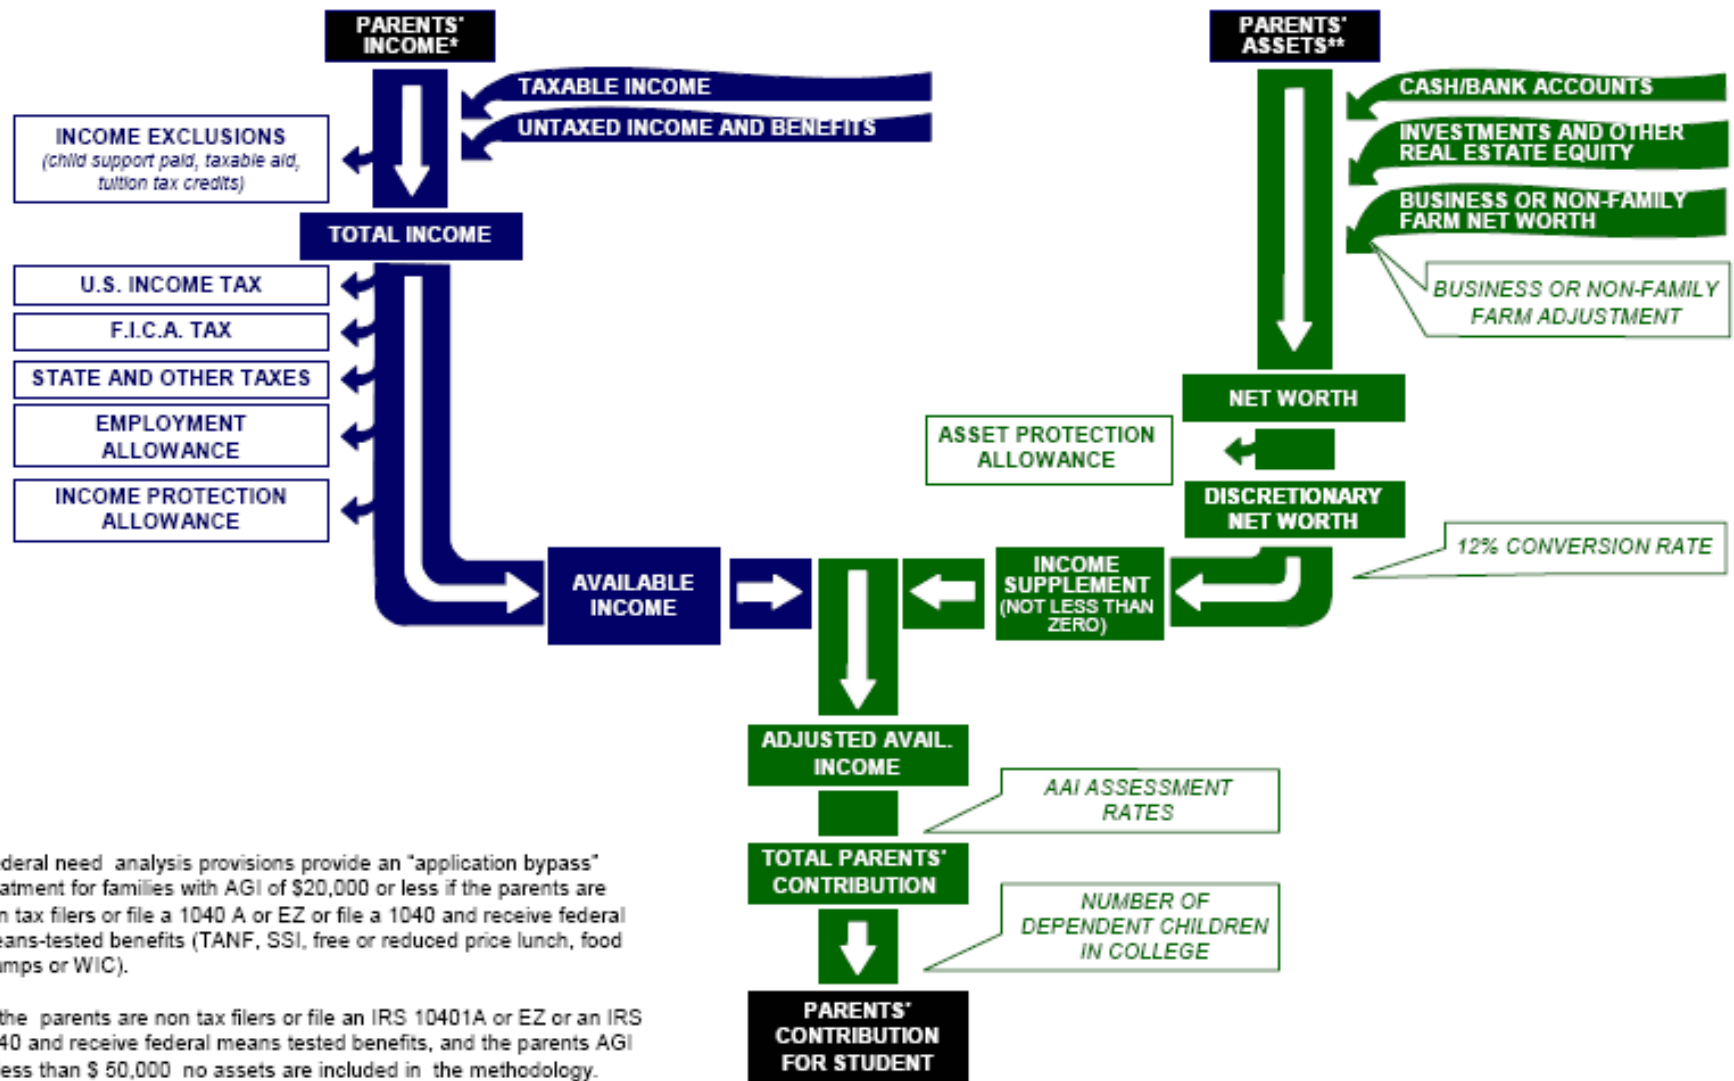 PARENTS'
INCOME*
TAXABLE INCOME
UNTAXED INCOME AND BENEFITS
INCOME EXCLUSIONS
(child support paid, taxable aid,
tuition tax credits)
TOTAL INCOME
U.S. INCOME TAX
F.I.C.A. TAX
STATE AND OTHER TAXES
EMPLOYMENT
ALLOWANCE
INCOME PROTECTION
ALLOWANCE
AVAILABLE
INCOME
PARENTS'
ASSETS**
CASH/BANK ACCOUNTS
INVESTMENTS AND OTHER
REAL ESTATE EQUITY
BUSINESS OR NON-FAMILY
FARM NET WORTH
BUSINESS OR NON-FAMILY
FARM ADJUSTMENT
NET WORTH
ASSET PROTECTION
ALLOWANCE
DISCRETIONARY
NET WORTH
12% CONVERSION RATE
INCOME
SUPPLEMENT
(NOT LESS THAN
ZERO)
ADJUSTED AVAIL.
INCOME
AAI ASSESSMENT
RATES
TOTAL PARENTS'
CONTRIBUTION
NUMBER OF
DEPENDENT CHILDREN
IN COLLEGE
PARENTS'
CONTRIBUTION
FOR STUDENT
ederal need analysis provisions provide an "application bypass"
eatment for families with AGI of $20,000 or less if the parents are
n tax filers or file a 1040 A or EZ or file a 1040 and receive federal
eans-tested benefits (TANF, SSI, free or reduced price lunch, food
amps or WIC).
the parents are non tax filers or file an IRS 10401A or EZ or an IRS
40 and receive federal means tested benefits, and the parents AGI
less than $ 50,000 no assets are included in the methodology.